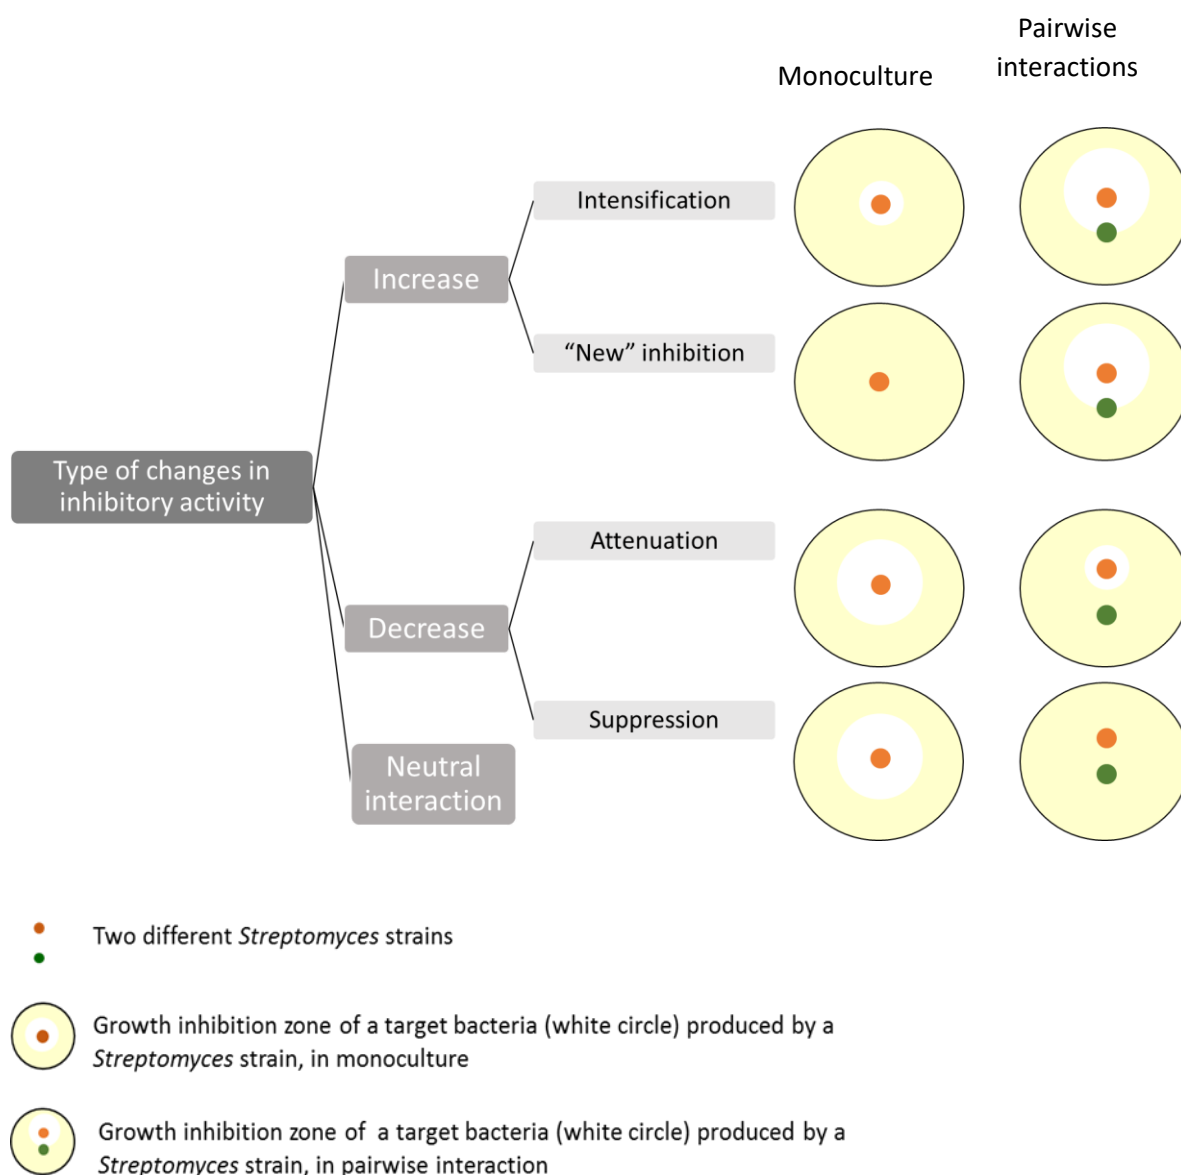 Pairwise
interactions
Monoculture
Intensification
Increase
“New” inhibition
Type of changes in
inhibitory activity
Attenuation
Decrease
Suppression
Neutral
interaction
Two different Streptomyces strains
Growth inhibition zone of a target bacteria (white circle) produced by a
Streptomyces strain, in monoculture
Growth inhibition zone of  a target bacteria (white circle) produced by a
Streptomyces strain, in pairwise interaction